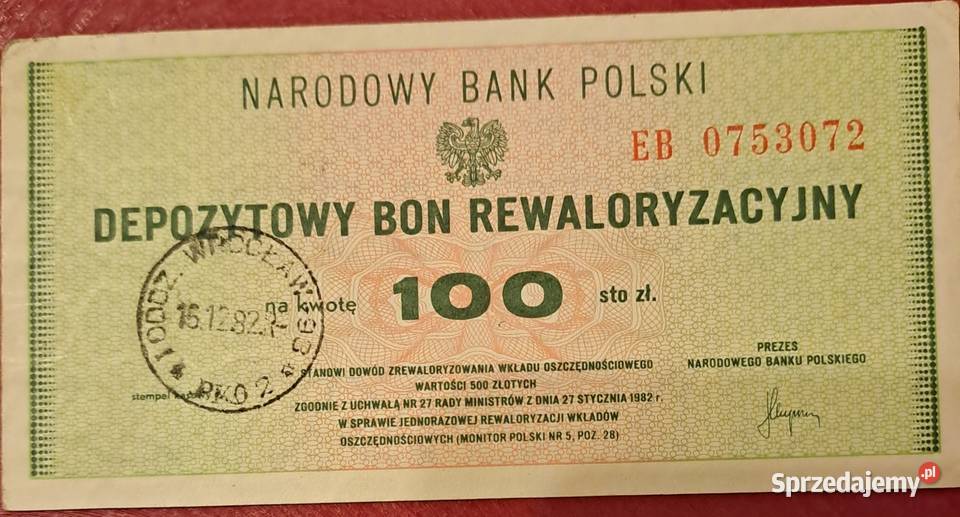 NARODOWY BANK POLSKI
EB 0753072
DEPOZYTOWY BON REWALORYZACYJNY
na kwotę 100 sto zł.
I ODDZ. WROCŁAW
16.12.82
PKO 2
STANOWI DOWÓD ZREWALORYZOWANIA WKŁADU OSZCZĘDNOŚCIOWEGO
WARTOŚCI 500 ZŁOTYCH
stempel
ZGODNIE Z UCHWAŁĄ NR 27 RADY MINISTRÓW Z DNIA 27 STYCZNIA 1982 r.
W SPRAWIE JEDNORAZOWEJ REWALORYZACJI WKŁADÓW
OSZCZĘDNOŚCIOWYCH (MONITOR POLSKI NR 5, POZ. 28)
PREZES
NARODOWEGO BANKU POLSKIEGO
Sprzedajemy.pl